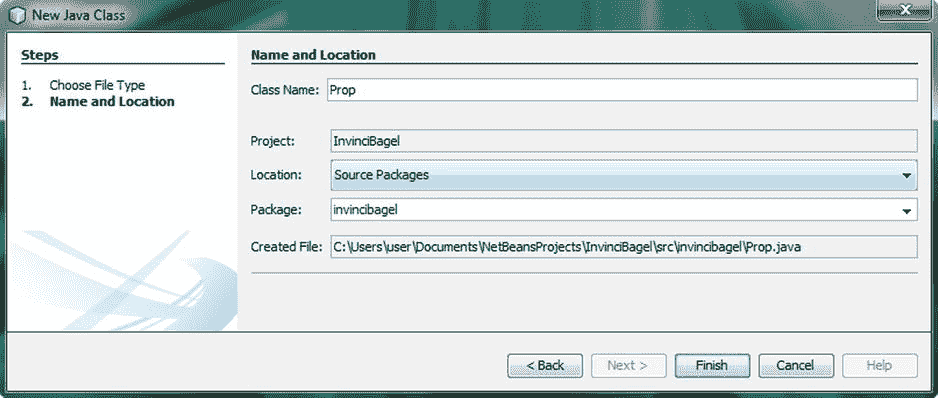 New Java Class
Steps
1. Choose File Type
2. Name and Location
Name and Location
Class Name: Prop
Project: InvinciBagel
Location: Source Packages
Package: invincibagel
Created File: C:\Users\user\Documents\NetBeansProjects\InvinciBagel\src\invincibagel\Prop.java
< Back Next > Finish Cancel Help